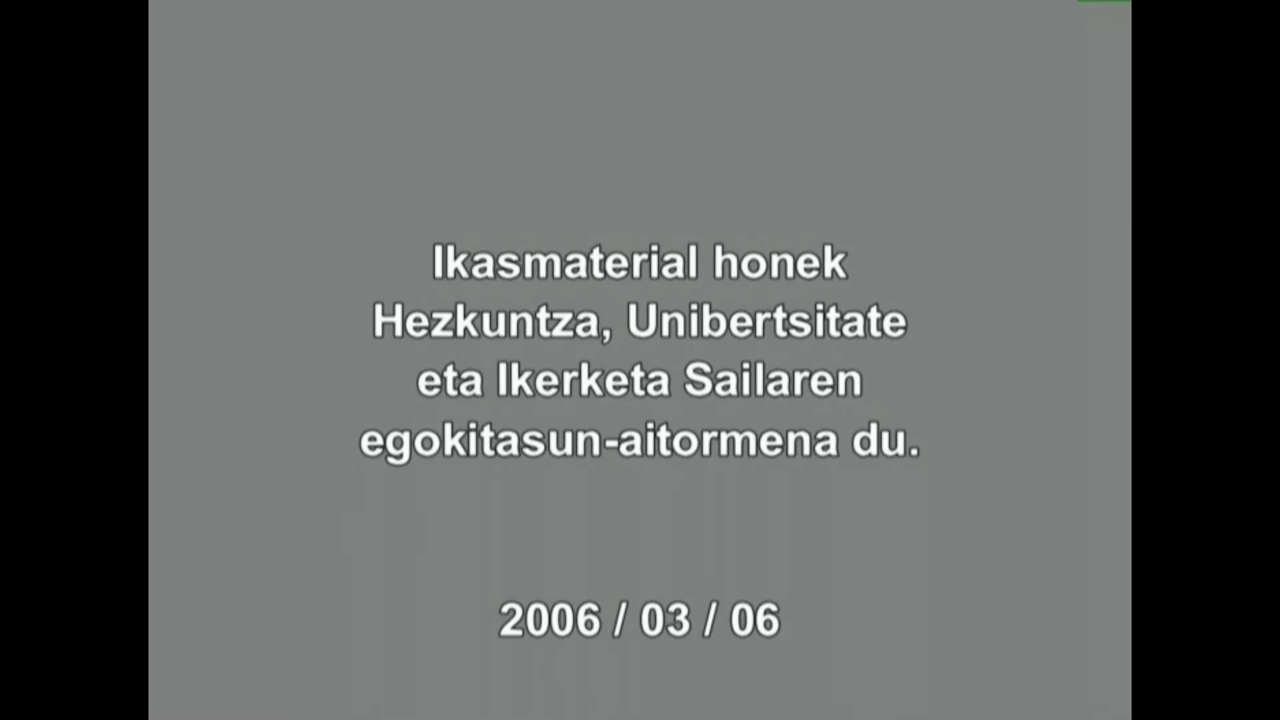 Ikasmaterial honek
Hezkuntza, Unibertsitate
eta Ikerketa Sailaren
egokitasun-aitormena du.
2006 / 03 / 06